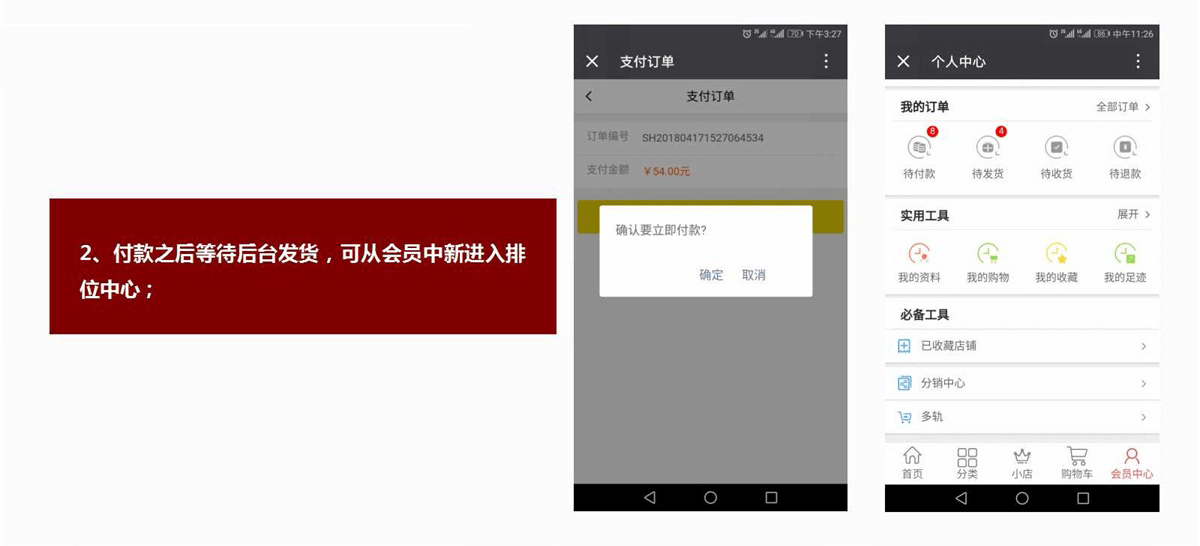 2、付款之后等待后台发货，可从会员中新进入排
位中心；
70 下午3:27
支付订单
支付订单
订单编号 SH201804171527064534
支付金额 ￥54.00元
确认要立即付款?
确定 取消
86 中午11:26
个人中心
我的订单 全部订单
8 4
待付款 待发货 待收货 待退款
实用工具 展开
我的资料 我的购物 我的收藏 我的足迹
必备工具
已收藏店铺
分销中心
多轨
首页 分类 小店 购物车 会员中心